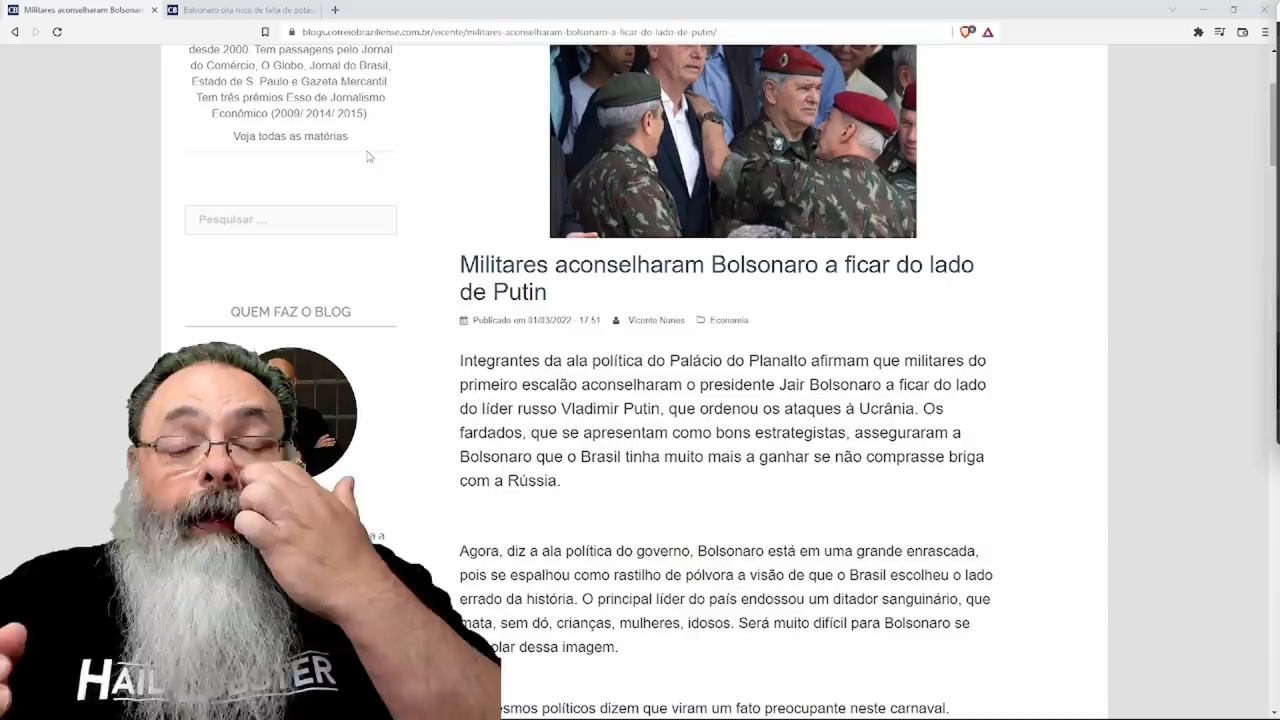 Militares aconselharam Bolsonar
Bolsonaro cita risco de falta de potás
blogs.correiobraziliense.com.br/vicente/militares-aconselharam-bolsonaro-a-ficar-do-lado-de-putin/
desde 2000. Tem passagens pelo Jornal
do Comércio, O Globo, Jornal do Brasil,
Estado de S. Paulo e Gazeta Mercantil
Tem três prêmios Esso de Jornalismo
Econômico (2009/ 2014/ 2015)
Voja todas as matérias
Pesquisar ...
QUEM FAZ O BLOG
Militares aconselharam Bolsonaro a ficar do lado
de Putin
Publicado em 01/03/2022 - 17:51 Vicente Nunes Economia
Integrantes da ala política do Palácio do Planalto afirmam que militares do
primeiro escalão aconselharam o presidente Jair Bolsonaro a ficar do lado
do líder russo Vladimir Putin, que ordenou os ataques à Ucrânia. Os
fardados, que se apresentam como bons estrategistas, asseguraram a
Bolsonaro que o Brasil tinha muito mais a ganhar se não comprasse briga
com a Rússia.
Agora, diz a ala política do governo, Bolsonaro está em uma grande enrascada,
pois se espalhou como rastilho de pólvora a visão de que o Brasil escolheu o lado
errado da história. O principal líder do país endossou um ditador sanguinário, que
mata, sem dó, crianças, mulheres, idosos. Será muito difícil para Bolsonaro se
olar dessa imagem.
esmos políticos dizem que viram um fato preocupante neste carnaval.